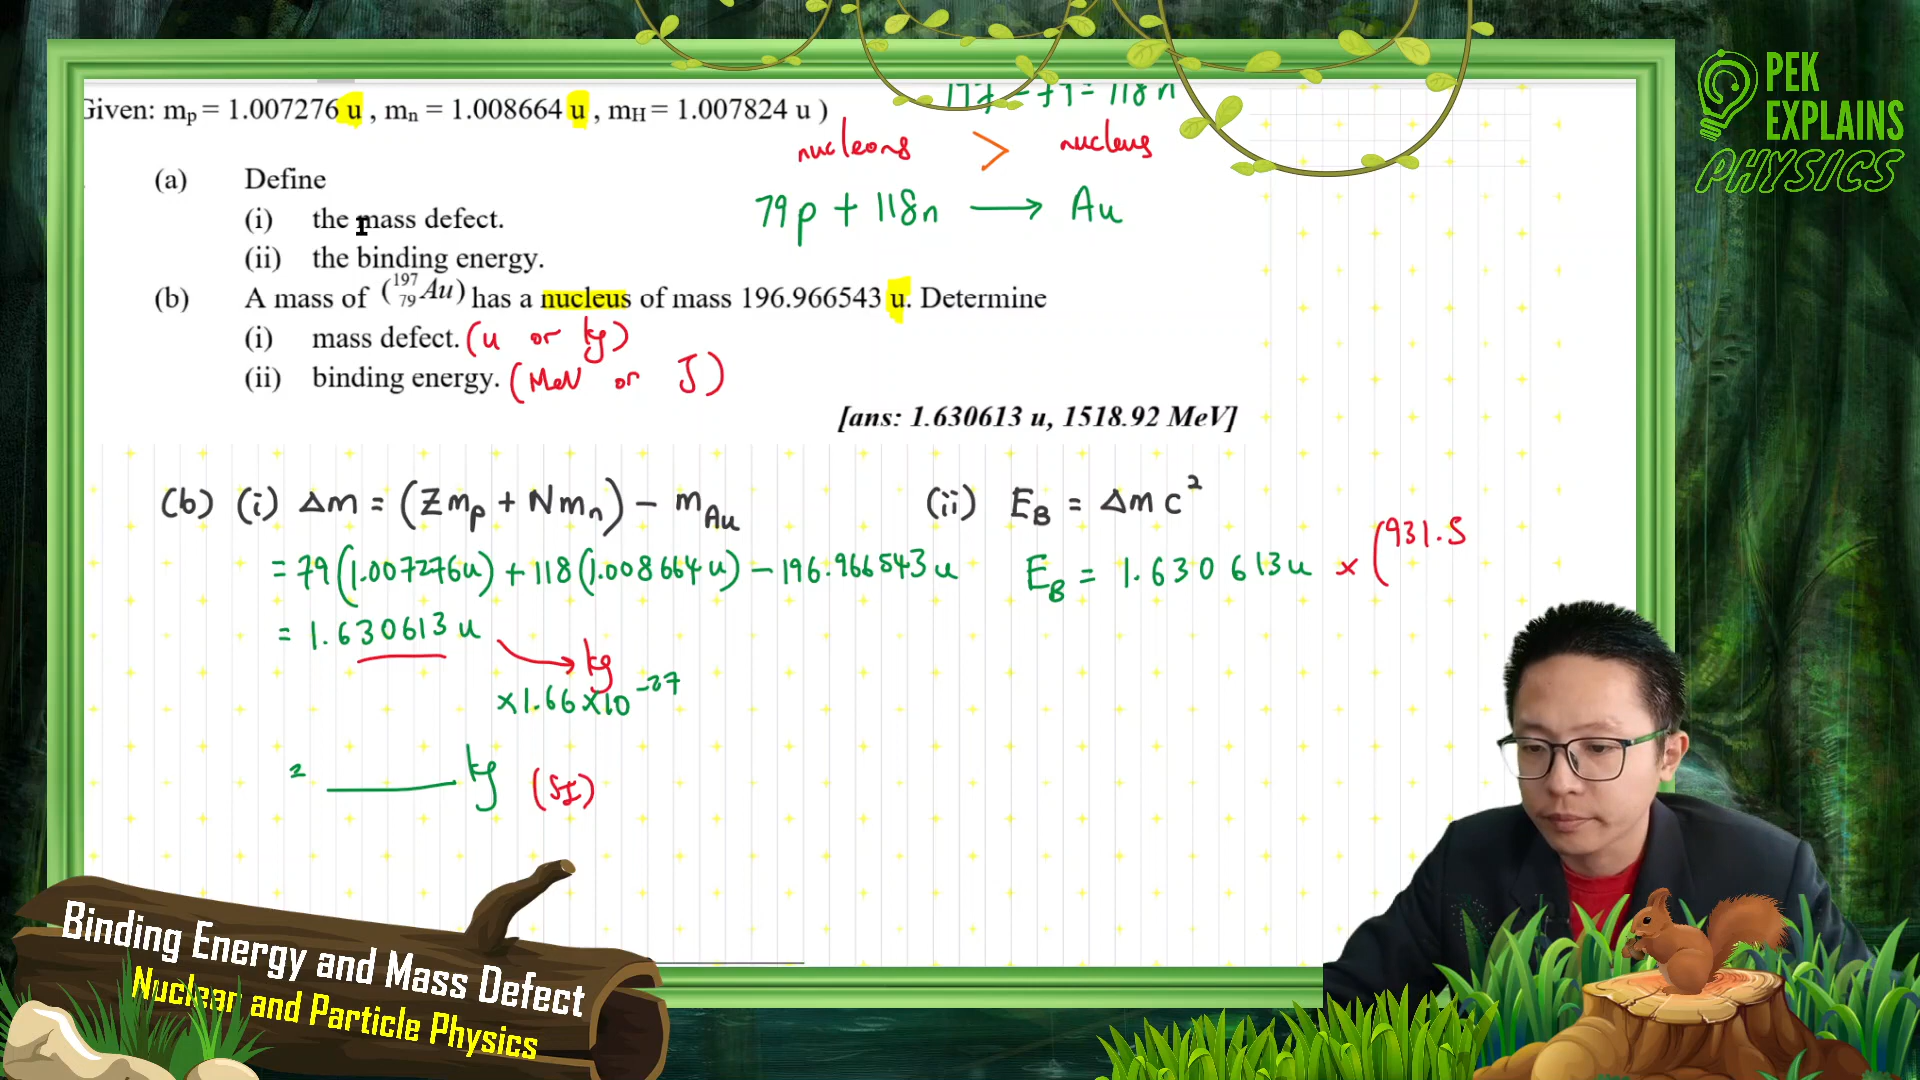 Given: mp = 1.007276 u , mn = 1.008664 u , mH = 1.007824 u )
197 - 79 = 118 n
nucleons > nucleus
79p + 118n → Au
(a) Define
(i) the mass defect.
(ii) the binding energy.
(b) A mass of (¹⁹⁷₇₉Au) has a nucleus of mass 196.966543 u. Determine
(i) mass defect. (u or kg)
(ii) binding energy. (MeV or J)
[ans: 1.630613 u, 1518.92 MeV]
(b) (i) Δm = (Zmp + Nmn) - mAu
= 79(1.007276u) + 118(1.008664u) - 196.966543u
= 1.630613 u
→ kg
×1.66×10⁻²⁷
= ______ kg (SI)
(ii) EB = Δmc²
EB = 1.630613u × (931.5
PEK
EXPLAINS
PHYSICS
Binding Energy and Mass Defect
Nuclear and Particle Physics